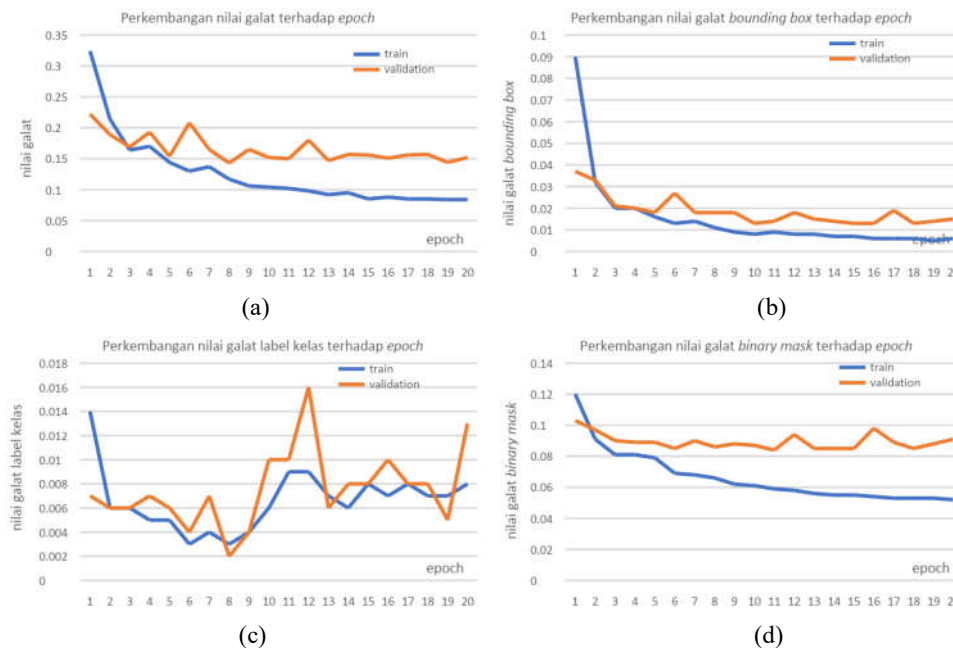 Perkembangan nilai galat terhadap epoch
0.35
0.3
0.25
0.2
0.15
0.1
0.05
0
nilai galat
train
validation
epoch
1 2 3 4 5 6 7 8 9 10 11 12 13 14 15 16 17 18 19 20
(a)
Perkembangan nilai galat bounding box terhadap epoch
0.1
0.09
0.08
0.07
0.06
0.05
0.04
0.03
0.02
0.01
0
nilai galat bounding box
train
validation
epoch
1 2 3 4 5 6 7 8 9 10 11 12 13 14 15 16 17 18 19
(b)
Perkembangan nilai galat label kelas terhadap epoch
0.018
0.016
0.014
0.012
0.01
0.008
0.006
0.004
0.002
0
nilai galat label kelas
train
validation
epoch
1 2 3 4 5 6 7 8 9 10 11 12 13 14 15 16 17 18 19 20
(c)
Perkembangan nilai galat binary mask terhadap epoch
0.14
0.12
0.1
0.08
0.06
0.04
0.02
0
nilai galat binary mask
train
validation
epoch
1 2 3 4 5 6 7 8 9 10 11 12 13 14 15 16 17 18 19
(d)